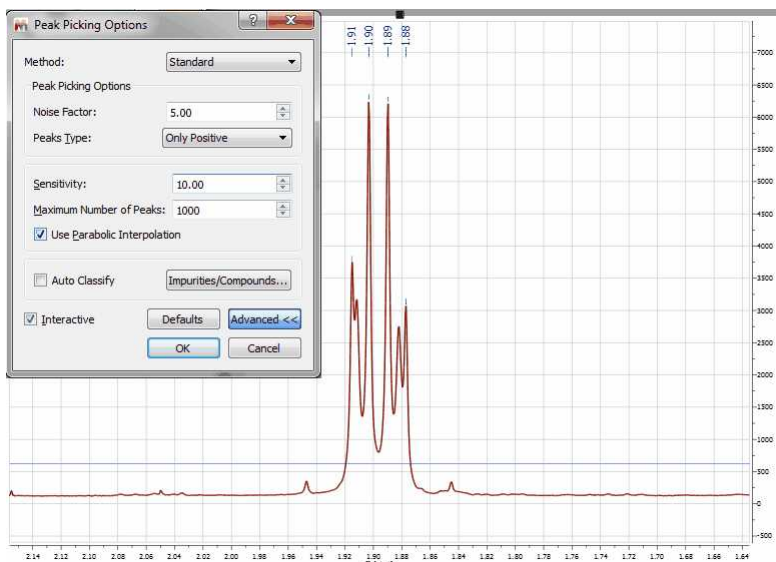 Peak Picking Options
Method: Standard
Peak Picking Options
Noise Factor: 5.00
Peaks Type: Only Positive
Sensitivity: 10.00
Maximum Number of Peaks: 1000
Use Parabolic Interpolation
Auto Classify Impurities/Compounds...
Interactive Defaults Advanced <<
OK Cancel
1.91 1.90 1.89 1.88
7000
6500
6000
5500
5000
4500
4000
3500
3000
2500
2000
1500
1000
500
0
-500
2.14 2.12 2.10 2.08 2.06 2.04 2.02 2.00 1.98 1.96 1.94 1.92 1.90 1.88 1.86 1.84 1.82 1.80 1.78 1.76 1.74 1.72 1.70 1.68 1.66 1.64